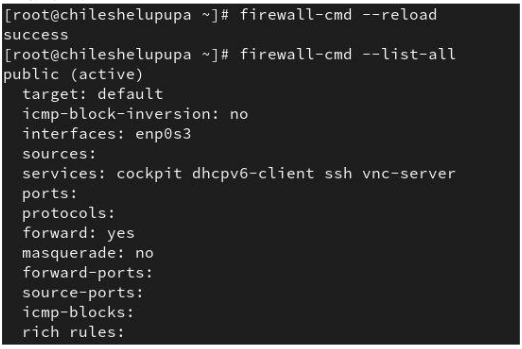 [root@chileshelupupa ~]# firewall-cmd --reload
success
[root@chileshelupupa ~]# firewall-cmd --list-all
public (active)
  target: default
  icmp-block-inversion: no
  interfaces: enp0s3
  sources:
  services: cockpit dhcpv6-client ssh vnc-server
  ports:
  protocols:
  forward: yes
  masquerade: no
  forward-ports:
  source-ports:
  icmp-blocks:
  rich rules: